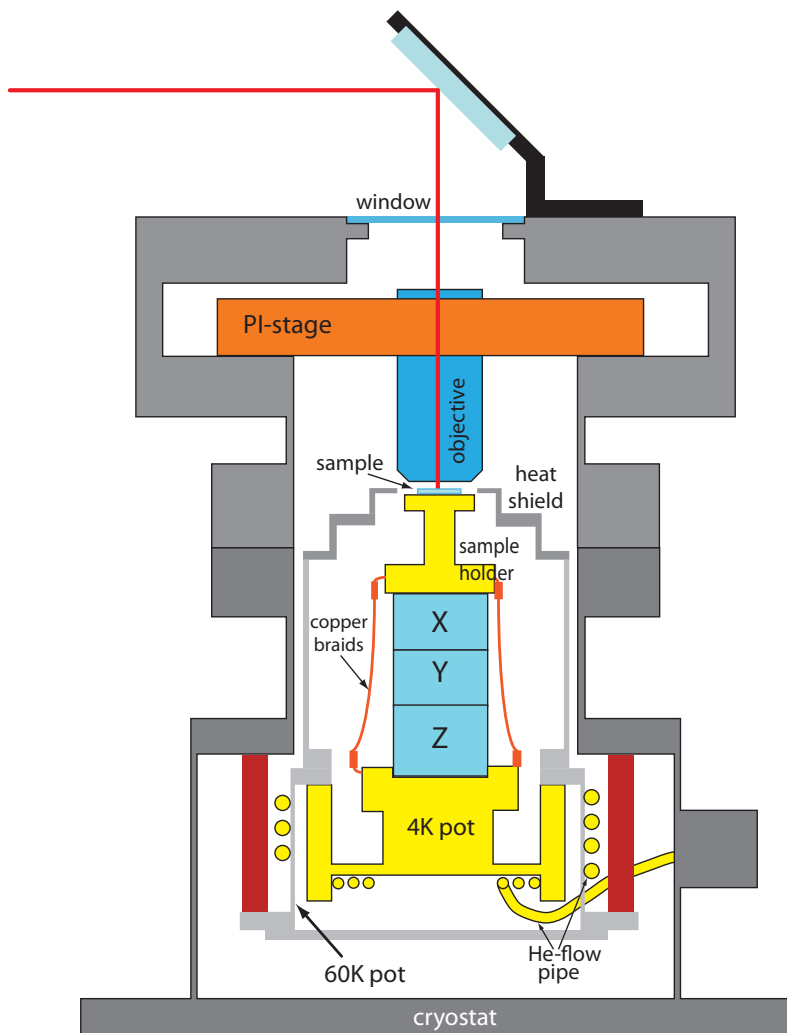 window
PI-stage
objective
sample
heat
shield
sample
holder
copper
braids
X
Y
Z
4K pot
60K pot
He-flow
pipe
cryostat